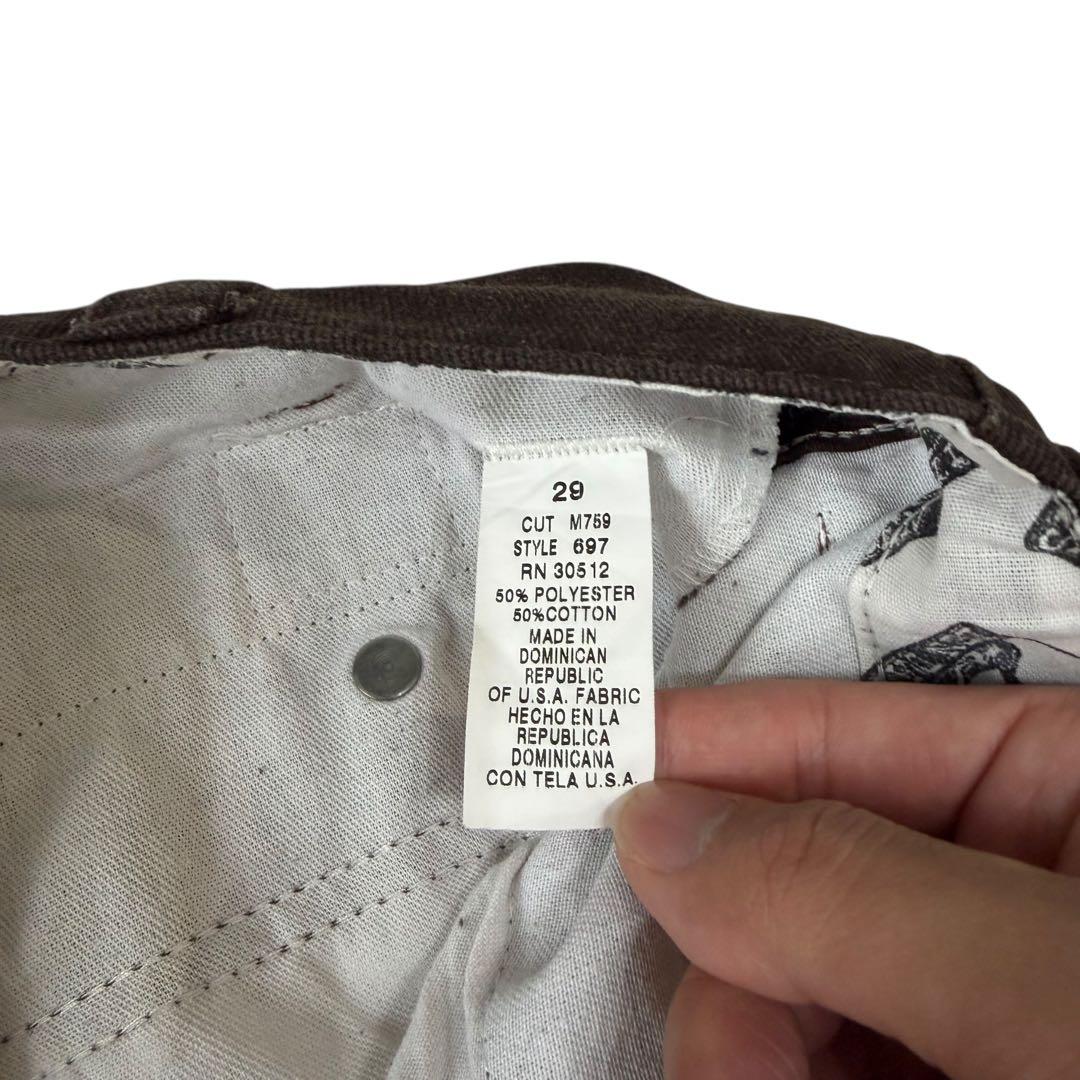 29
CUT M759
STYLE 697
RN 30512
50% POLYESTER
50%COTTON
MADE IN
DOMINICAN
REPUBLIC
OF U.S.A. FABRIC
HECHO EN LA
REPUBLICA
DOMINICANA
CON TELA U.S.A.